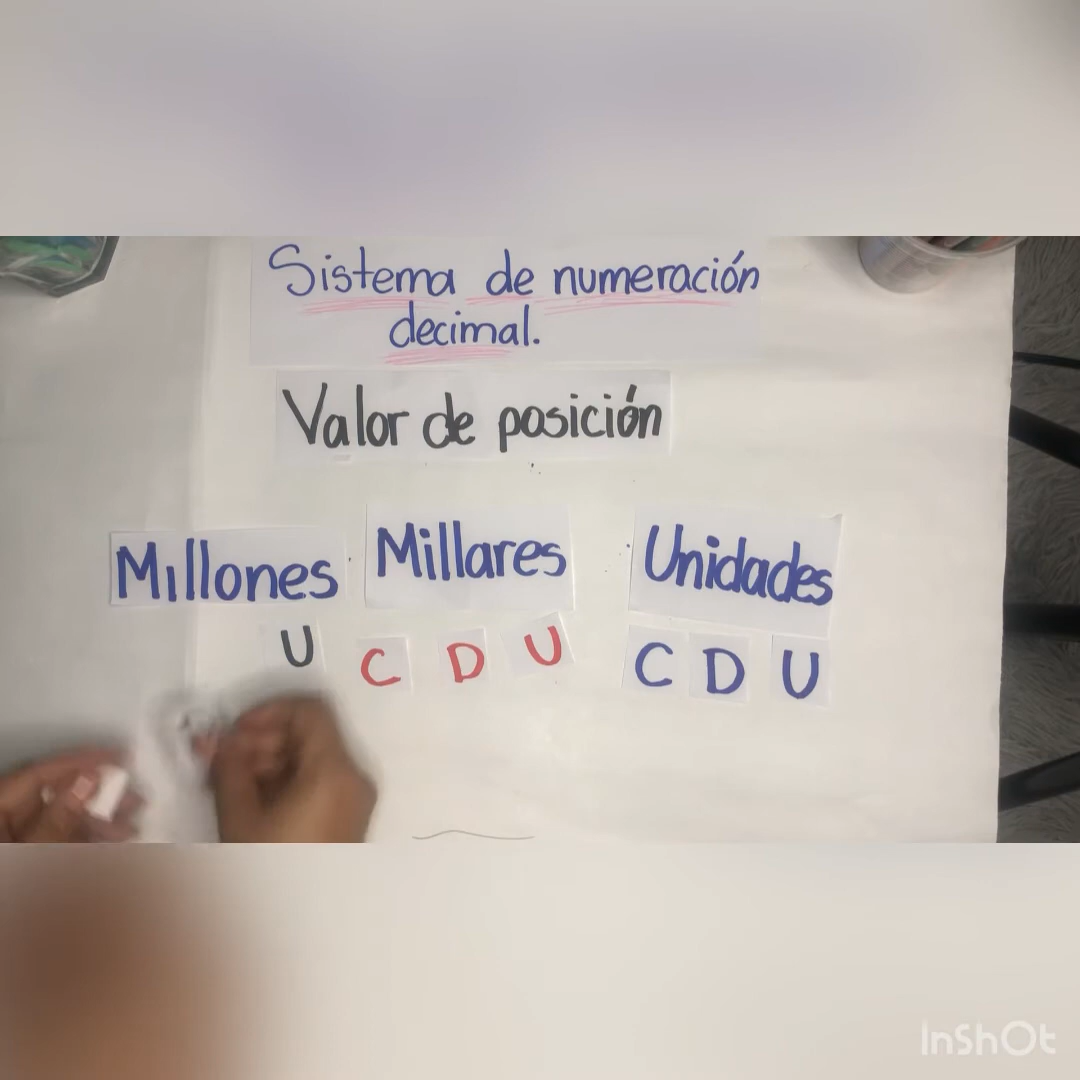 Sistema de numeración
decimal.
Valor de posición
Millones Millares Unidades
U C D U C D U
InShOt